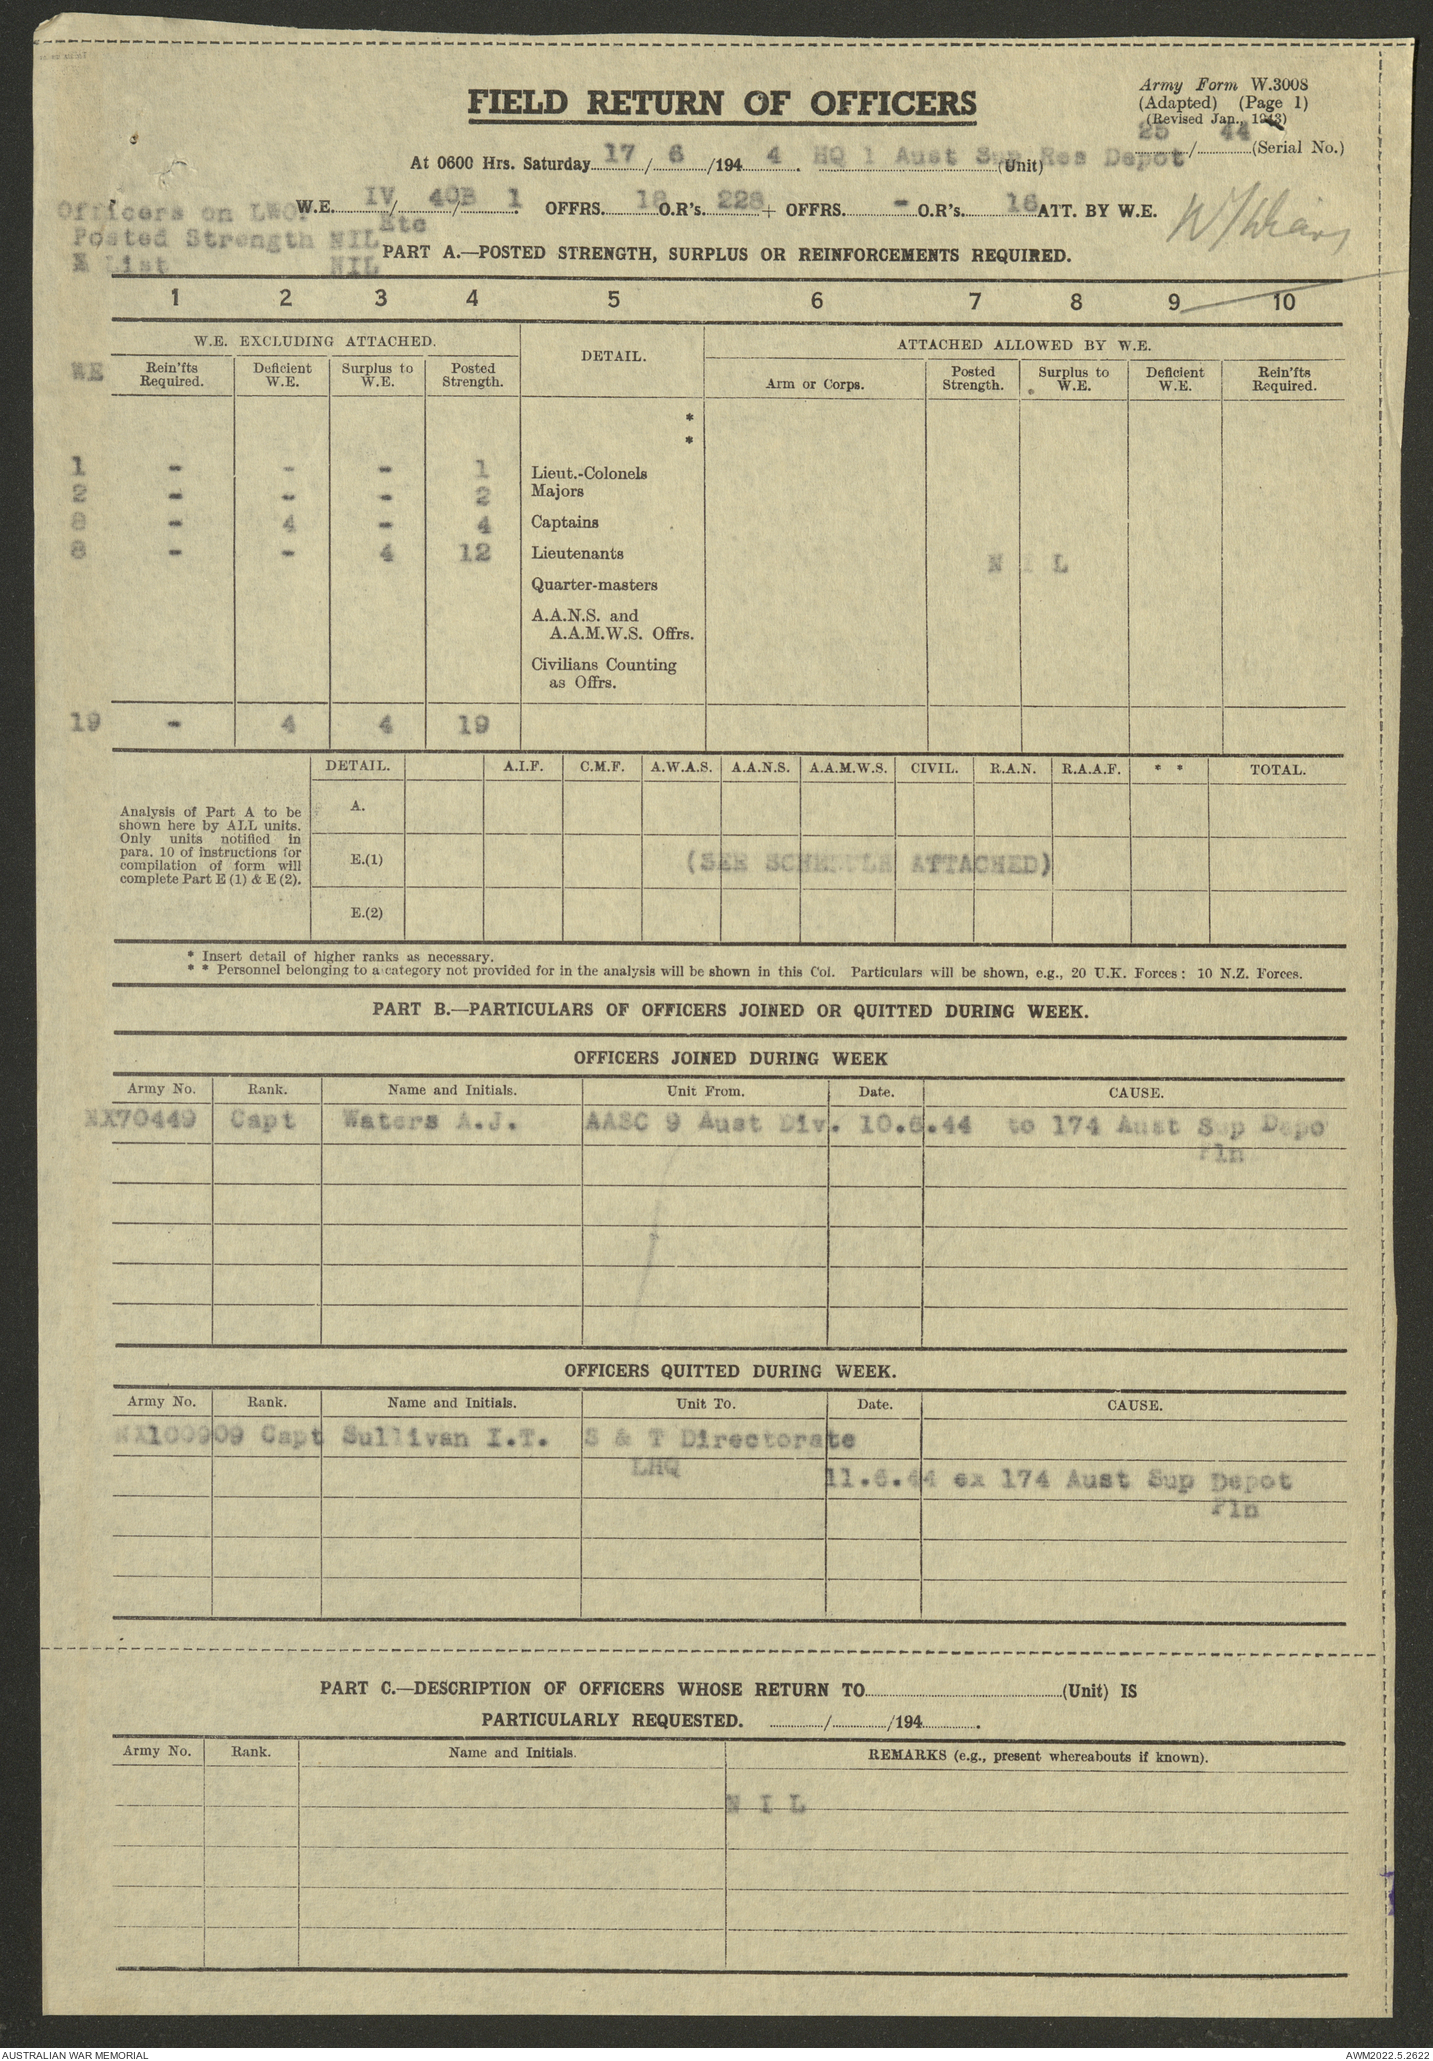 FIELD RETURN OF OFFICERS
Army Form W.3008
(Adapted) (Page 1)
(Revised Jan., 1943)
25 / 44 (Serial No.)
At 0600 Hrs. Saturday 17 / 6 /194 4 . HQ 1 Aust Sup Res Depot (Unit)
W.E. IV / 40B / 1 . OFFRS. 18 O.R's. 228 + OFFRS. - O.R's. 16 ATT. BY W.E.
Etc
Officers on LWOP
Posted Strength NIL
X List NIL
PART A.—POSTED STRENGTH, SURPLUS OR REINFORCEMENTS REQUIRED.
1 2 3 4 5 6 7 8 9 10
W.E. EXCLUDING ATTACHED. DETAIL. ATTACHED ALLOWED BY W.E.
WE Rein'fts Required. Deficient W.E. Surplus to W.E. Posted Strength. Arm or Corps. Posted Strength. Surplus to W.E. Deficient W.E. Rein'fts Required.
*
*
1 - - - 1 Lieut.-Colonels
2 - - - 2 Majors
8 - 4 - 4 Captains
8 - - 4 12 Lieutenants
N I L
Quarter-masters
A.A.N.S. and
A.A.M.W.S. Offrs.
Civilians Counting
as Offrs.
19 - 4 4 19
DETAIL. A.I.F. C.M.F. A.W.A.S. A.A.N.S. A.A.M.W.S. CIVIL. R.A.N. R.A.A.F. * * TOTAL.
Analysis of Part A to be
shown here by ALL units.
Only units notified in
para. 10 of instructions for
compilation of form will
complete Part E (1) & E (2).
A.
E.(1) (SEE SCHEDULE ATTACHED)
E.(2)
* Insert detail of higher ranks as necessary.
* * Personnel belonging to a category not provided for in the analysis will be shown in this Col. Particulars will be shown, e.g., 20 U.K. Forces: 10 N.Z. Forces.
PART B.—PARTICULARS OF OFFICERS JOINED OR QUITTED DURING WEEK.
OFFICERS JOINED DURING WEEK
Army No. Rank. Name and Initials. Unit From. Date. CAUSE.
NX70449 Capt Waters A.J. AASC 9 Aust Div. 10.6.44 to 174 Aust Sup Depo
Pln
OFFICERS QUITTED DURING WEEK.
Army No. Rank. Name and Initials. Unit To. Date. CAUSE.
NX100909 Capt Sullivan I.T. S & T Directorate
LHQ
11.6.44 ex 174 Aust Sup Depot
Pln
PART C.—DESCRIPTION OF OFFICERS WHOSE RETURN TO (Unit) IS
PARTICULARLY REQUESTED. / /194 .
Army No. Rank. Name and Initials. REMARKS (e.g., present whereabouts if known).
N I L
AUSTRALIAN WAR MEMORIAL
AWM2022.5.2622